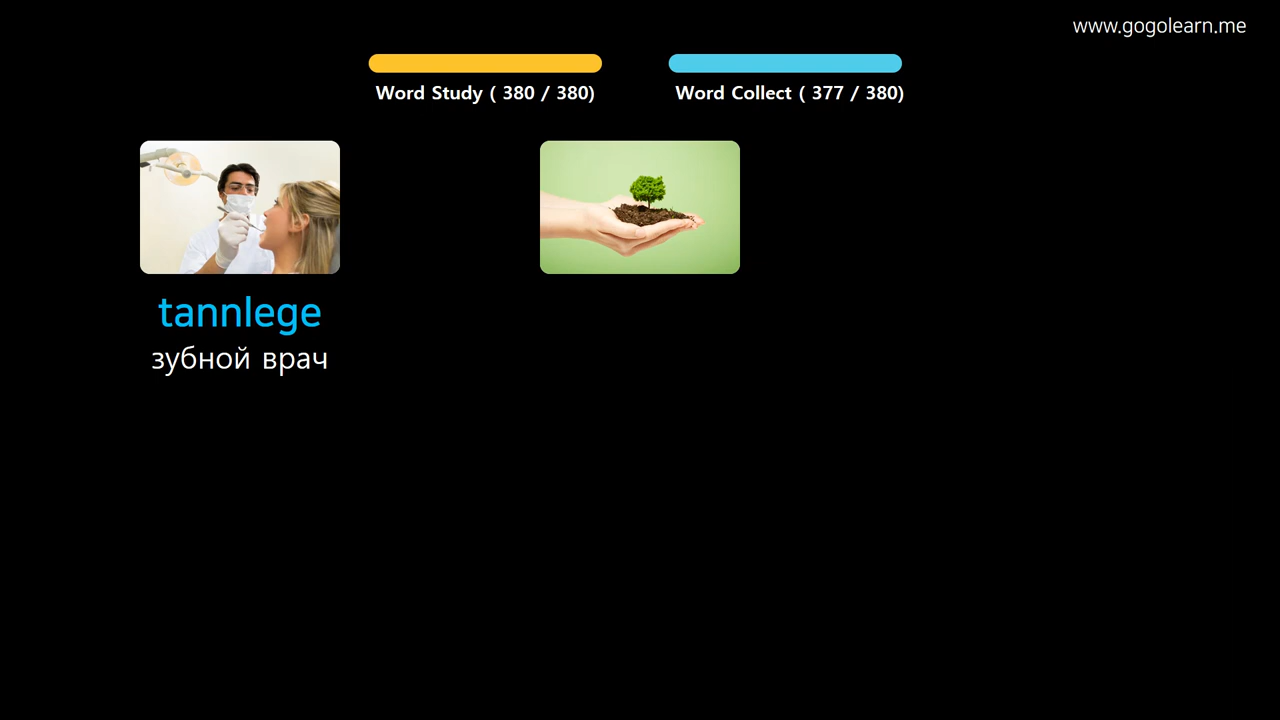 www.gogolearn.me
Word Study ( 380 / 380)
Word Collect ( 377 / 380)
tannlege
зубной врач